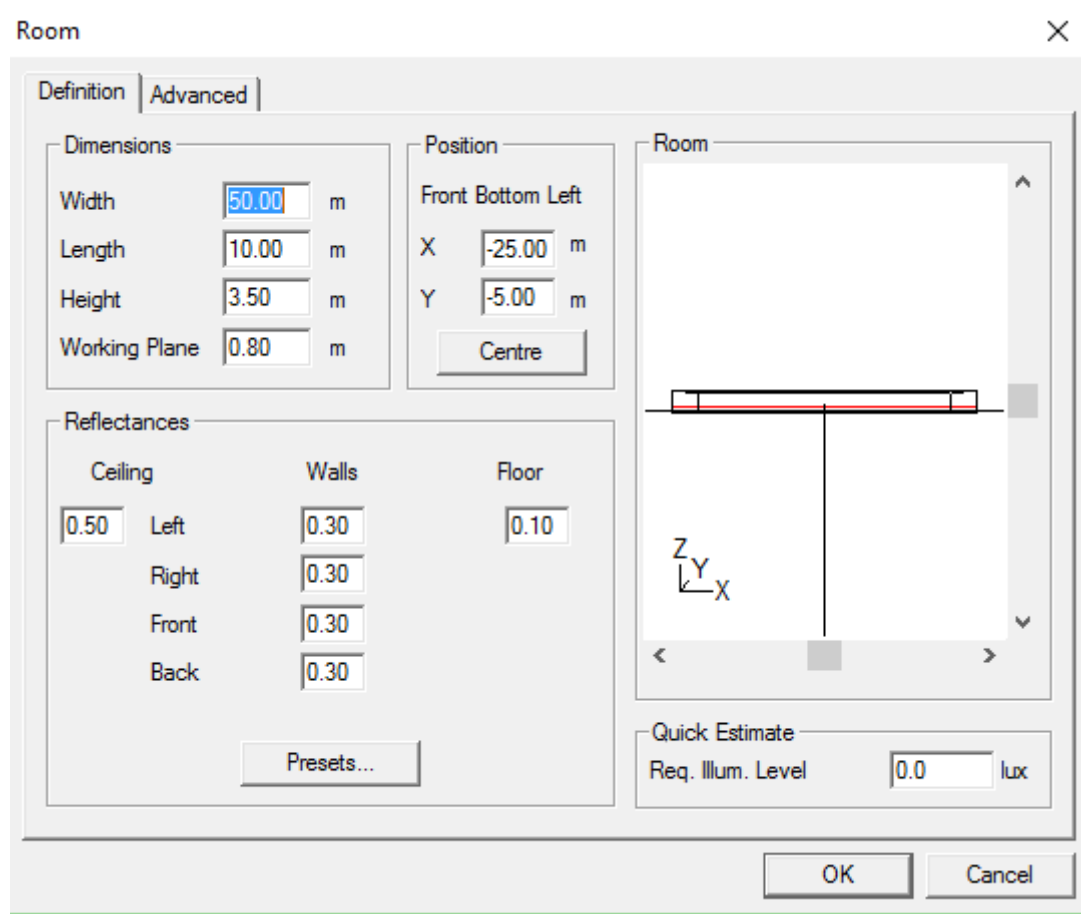 Room
Definition Advanced
Dimensions
Width 50.00 m
Length 10.00 m
Height 3.50 m
Working Plane 0.80 m
Position
Front Bottom Left
X -25.00 m
Y -5.00 m
Centre
Room
Z
Y
X
Reflectances
Ceiling Walls Floor
0.50 Left 0.30 0.10
Right 0.30
Front 0.30
Back 0.30
Presets...
Quick Estimate
Req. Illum. Level 0.0 lux
OK Cancel